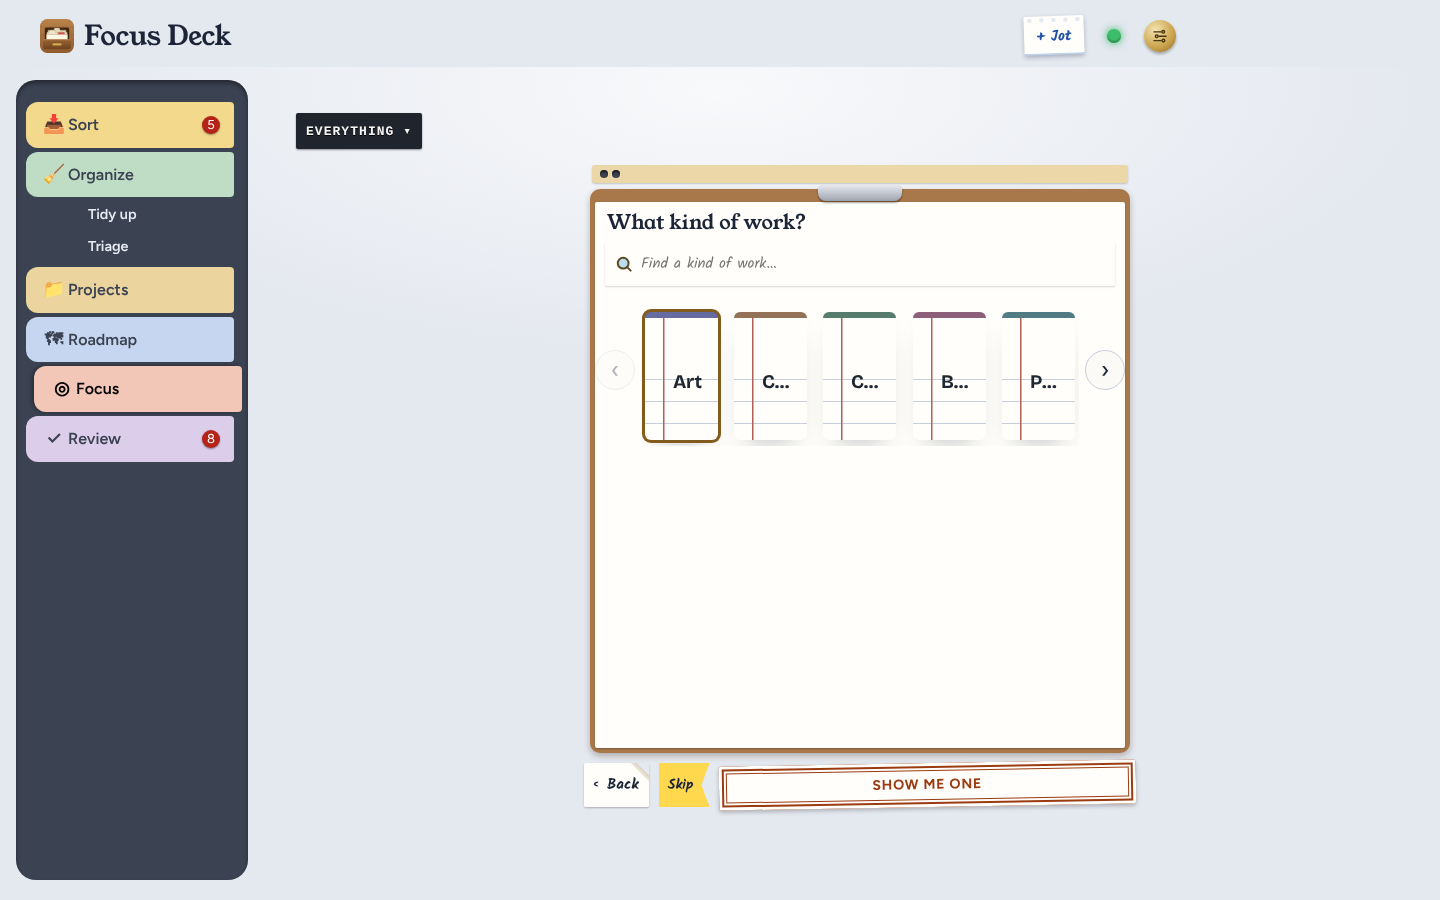 Focus Deck
+ Jot
Sort 5
Organize
Tidy up
Triage
Projects
Roadmap
Focus
Review 8
EVERYTHING ▾
What kind of work?
Find a kind of work...
‹ Art C... C... B... P... ›
‹ Back Skip SHOW ME ONE